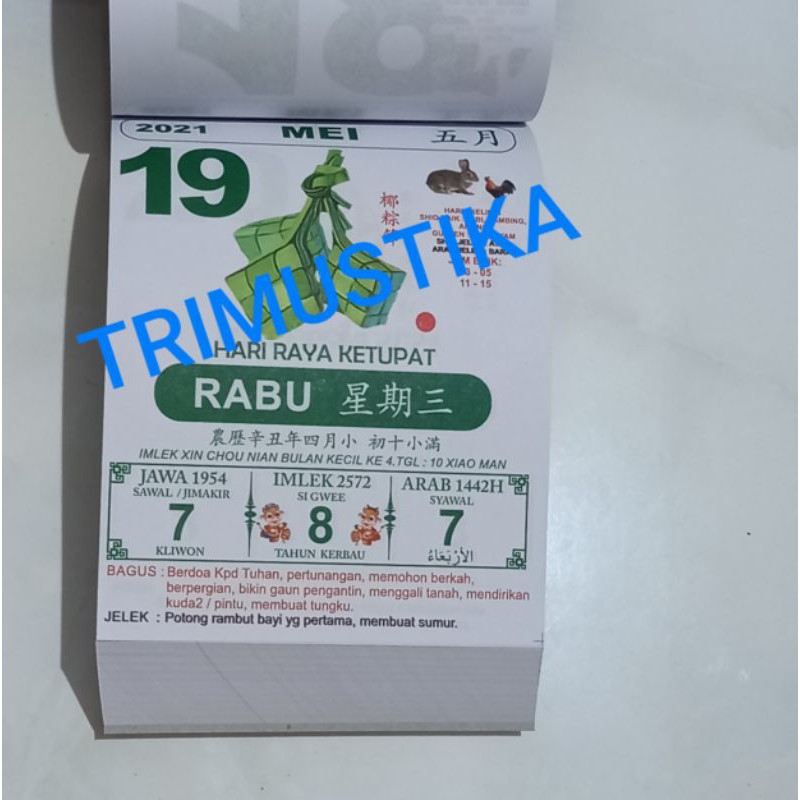 2021 MEI 五月
19
椰粽
11 - 15
TRIMUSTIKA
HARI RAYA KETUPAT
RABU 星期三
農歷辛丑年四月小 初十小滿
IMLEK XIN CHOU NIAN BULAN KECIL KE 4,TGL : 10 XIAO MAN
JAWA 1954 IMLEK 2572 ARAB 1442H
SAWAL / JIMAKIR SI GWEE SYAWAL
7 8 7
KLIWON TAHUN KERBAU الأَرْبَعَاءُ
BAGUS : Berdoa Kpd Tuhan, pertunangan, memohon berkah,
berpergian, bikin gaun pengantin, menggali tanah, mendirikan
kuda2 / pintu, membuat tungku.
JELEK : Potong rambut bayi yg pertama, membuat sumur.